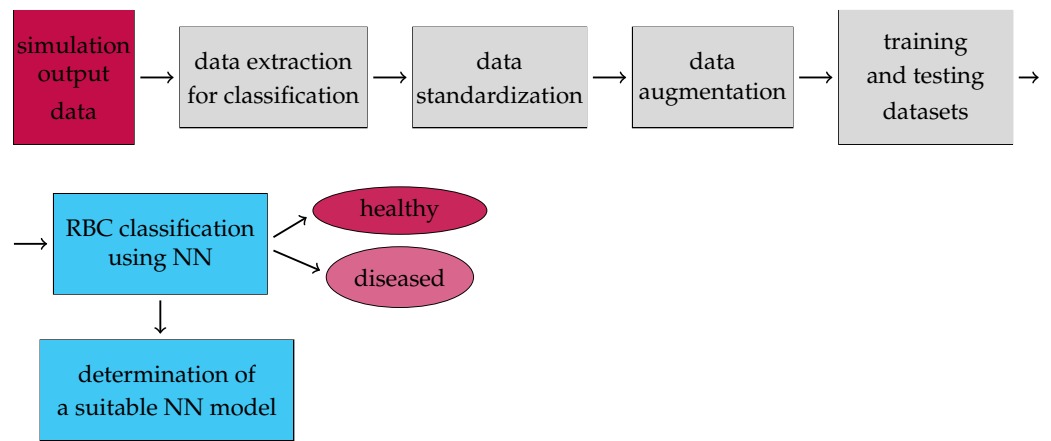 simulation
output
data
data extraction
for classification
data
standardization
data
augmentation
training
and testing
datasets
RBC classification
using NN
healthy
diseased
determination of
a suitable NN model